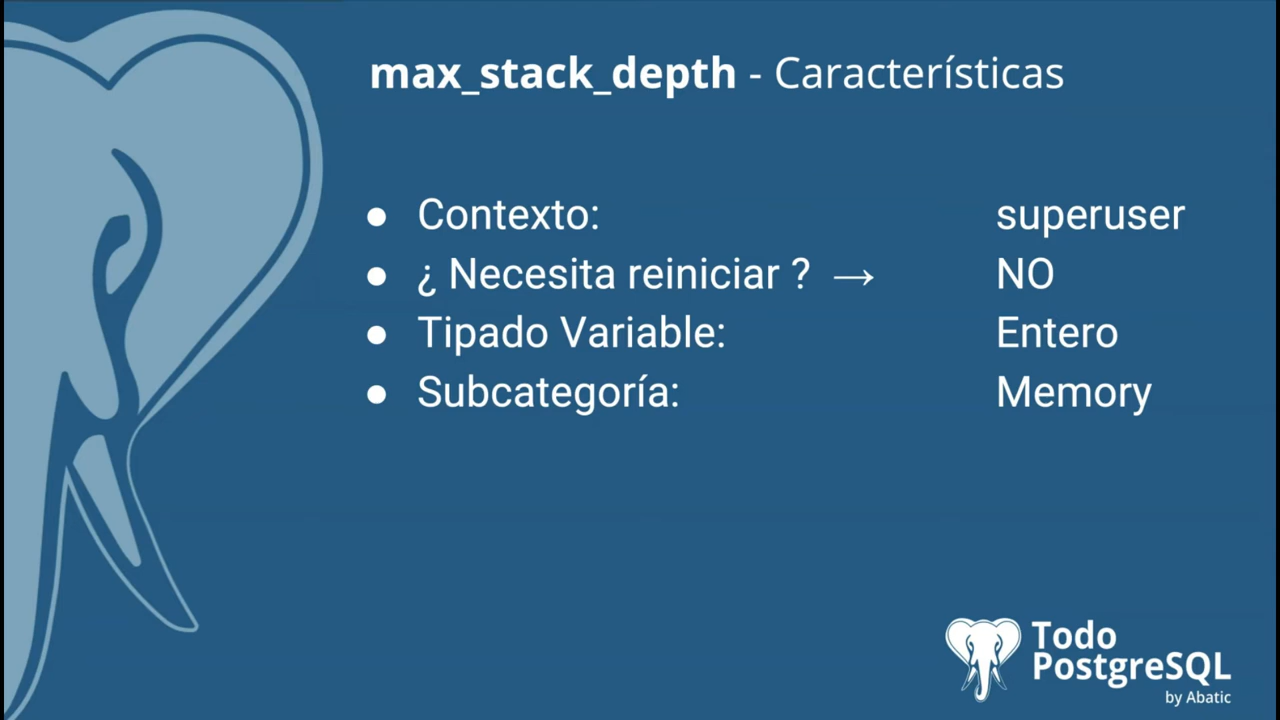 max_stack_depth - Características
● Contexto: superuser
● ¿ Necesita reiniciar ? → NO
● Tipado Variable: Entero
● Subcategoría: Memory
Todo
PostgreSQL
by Abatic